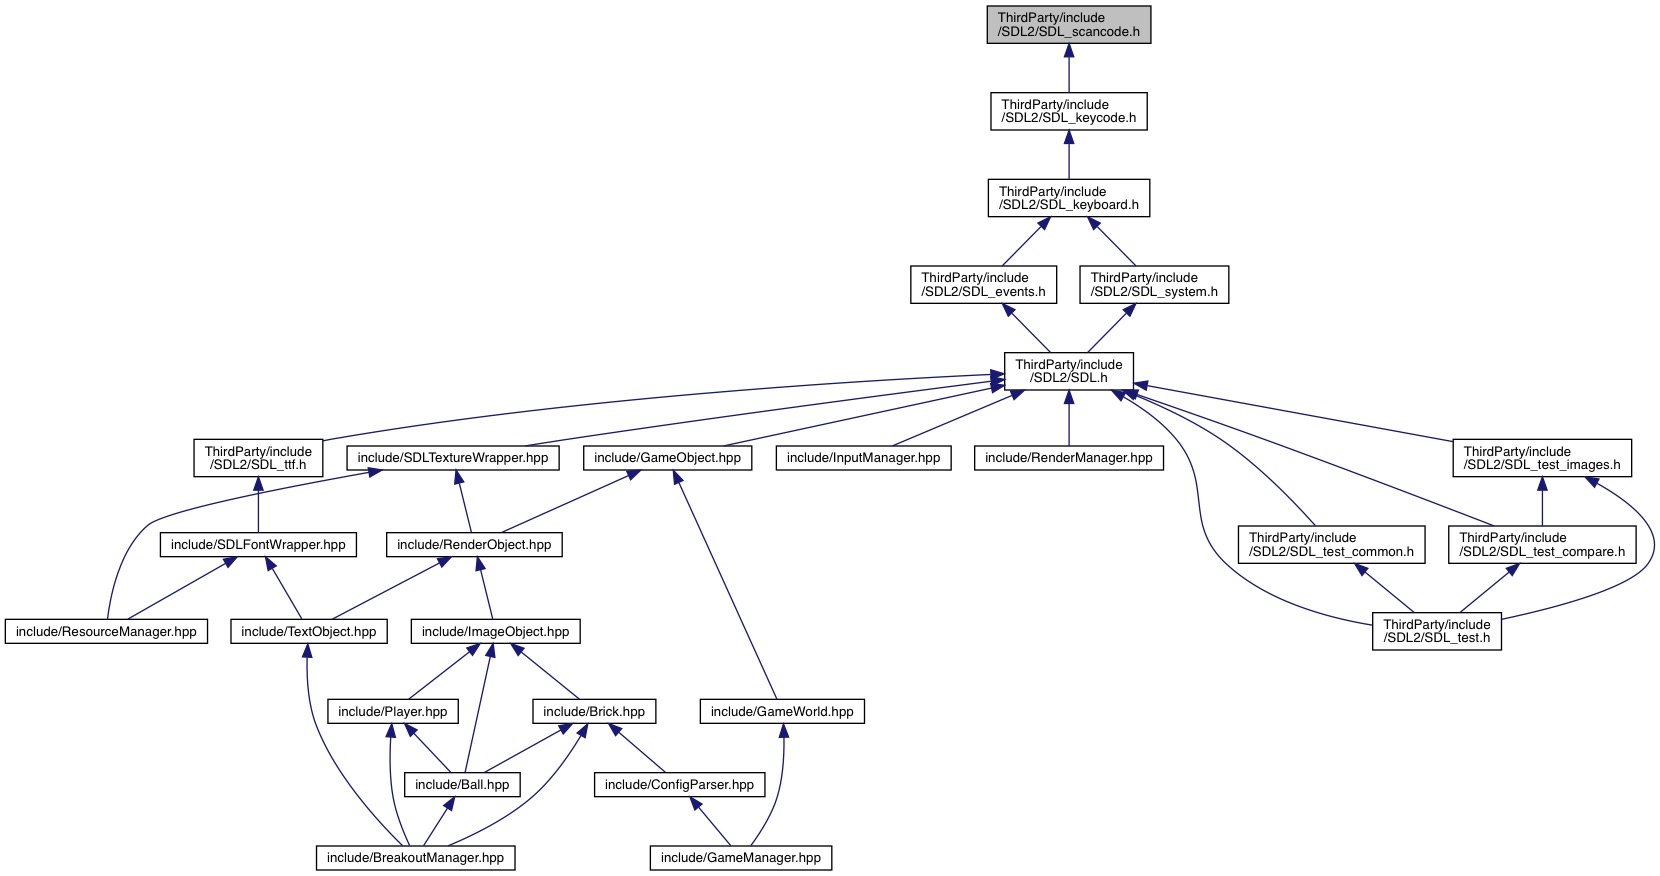 ThirdParty/include
/SDL2/SDL_scancode.h
ThirdParty/include
/SDL2/SDL_keycode.h
ThirdParty/include
/SDL2/SDL_keyboard.h
ThirdParty/include
/SDL2/SDL_events.h
ThirdParty/include
/SDL2/SDL_system.h
ThirdParty/include
/SDL2/SDL.h
ThirdParty/include
/SDL2/SDL_ttf.h
include/SDLTextureWrapper.hpp
include/GameObject.hpp
include/InputManager.hpp
include/RenderManager.hpp
ThirdParty/include
/SDL2/SDL_test_images.h
include/SDLFontWrapper.hpp
include/RenderObject.hpp
ThirdParty/include
/SDL2/SDL_test_common.h
ThirdParty/include
/SDL2/SDL_test_compare.h
include/ResourceManager.hpp
include/TextObject.hpp
include/ImageObject.hpp
ThirdParty/include
/SDL2/SDL_test.h
include/Player.hpp
include/Brick.hpp
include/GameWorld.hpp
include/Ball.hpp
include/ConfigParser.hpp
include/BreakoutManager.hpp
include/GameManager.hpp